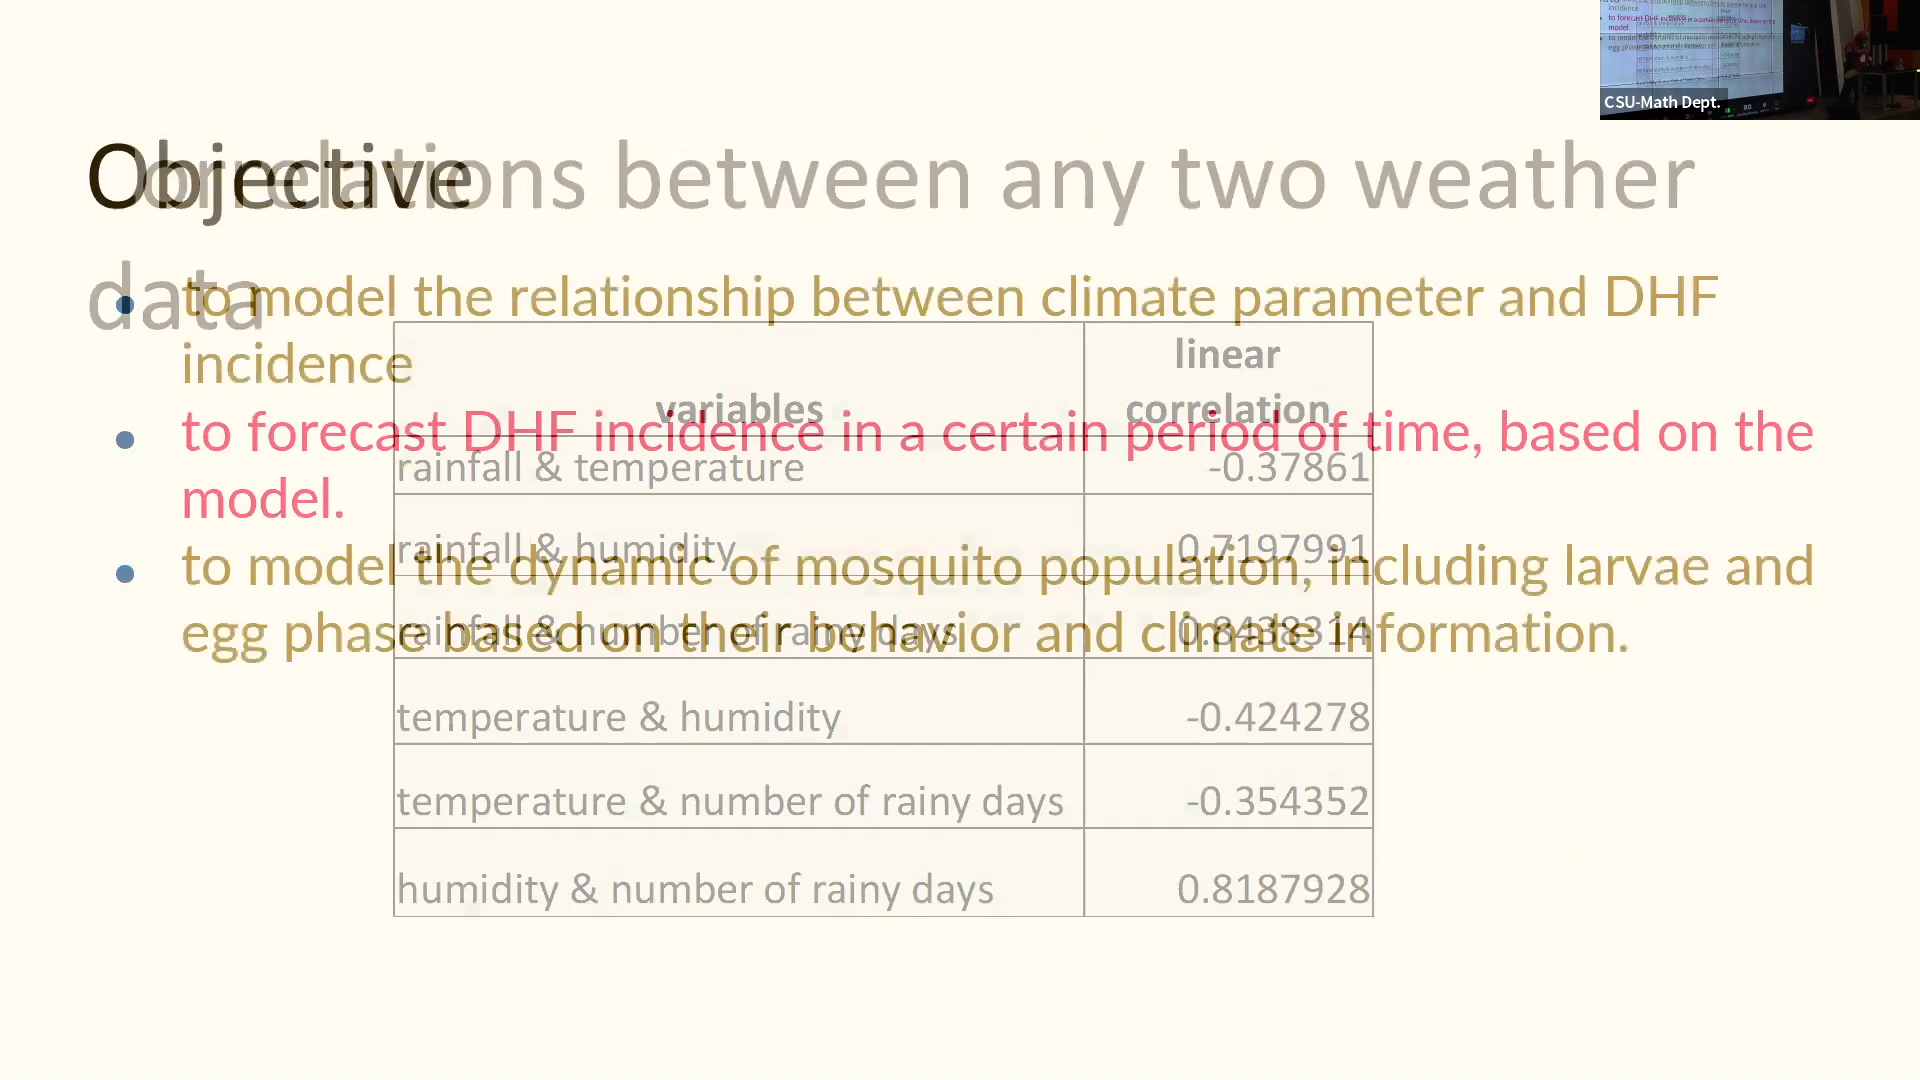 Objective
to model the relationship between climate parameter and DHF
incidence
to forecast DHF incidence in a certain period of time, based on the
model.
to model the dynamic of mosquito population, including larvae and
egg phase based on their behavior and climate information.
orrelations between any two weather
data
variables
linear
correlation
rainfall & temperature -0.37861
rainfall & humidity 0.7197991
rainfall & number of rainy days 0.8438314
temperature & humidity -0.424278
temperature & number of rainy days -0.354352
humidity & number of rainy days 0.8187928
CSU-Math Dept.